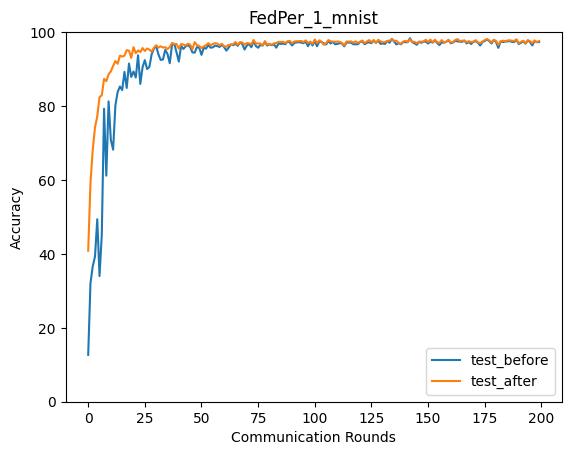 FedPer_1_mnist
Accuracy
100
80
60
40
20
0
0 25 50 75 100 125 150 175 200
Communication Rounds
test_before
test_after